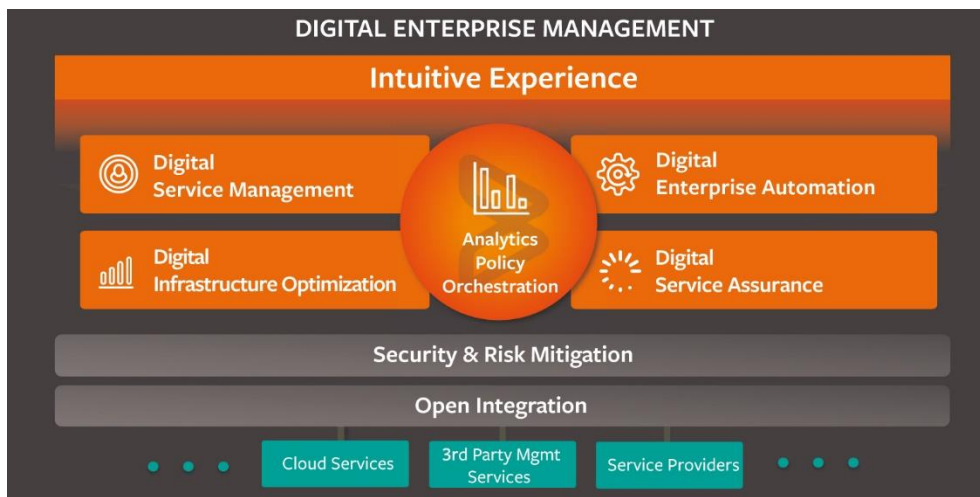 DIGITAL ENTERPRISE MANAGEMENT
Intuitive Experience
Digital
Service Management
Digital
Enterprise Automation
Analytics
Policy
Orchestration
Digital
Infrastructure Optimization
Digital
Service Assurance
Security & Risk Mitigation
Open Integration
Cloud Services
3rd Party Mgmt
Services
Service Providers